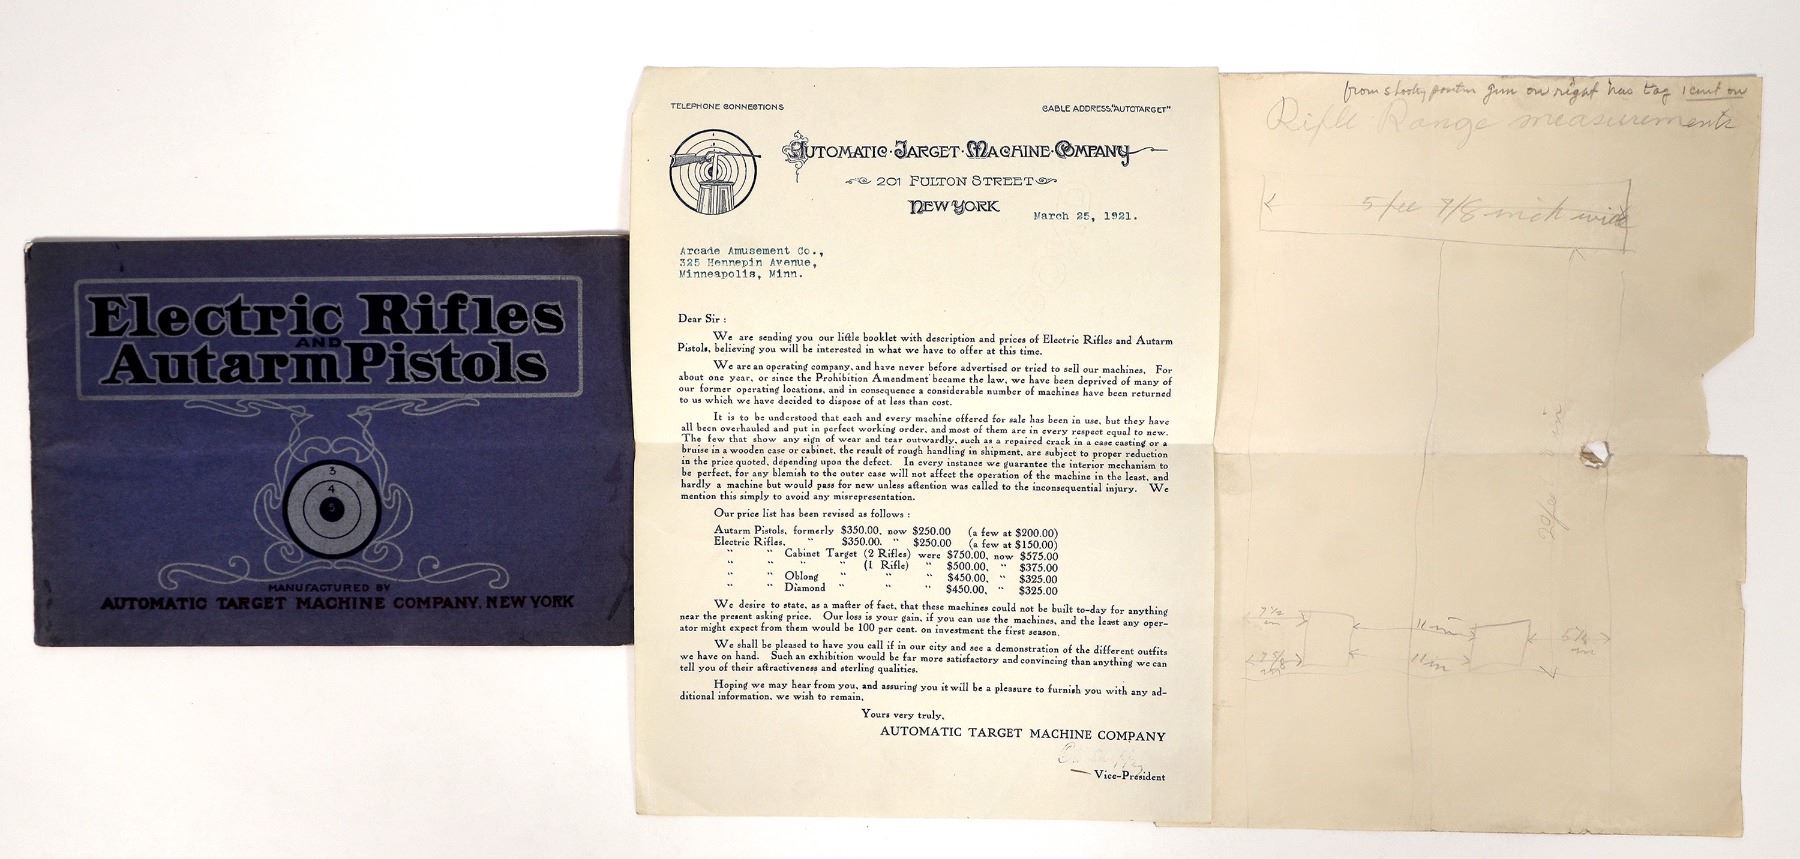 Electric Rifles
AND
Autarm Pistols
3
4
5
MANUFACTURED BY
AUTOMATIC TARGET MACHINE COMPANY, NEW YORK
TELEPHONE CONNECTIONS
CABLE ADDRESS, "AUTOTARGET"
AUTOMATIC · TARGET · MACHINE · COMPANY
201 FULTON STREET
NEW YORK
March 25, 1921.
Arcade Amusement Co.,
325 Hennepin Avenue,
Minneapolis, Minn.
Dear Sir :
We are sending you our little booklet with description and prices of Electric Rifles and Autarm
Pistols, believing you will be interested in what we have to offer at this time.
We are an operating company, and have never before advertised or tried to sell our machines. For
about one year, or since the Prohibition Amendment became the law, we have been deprived of many of
our former operating locations, and in consequence a considerable number of machines have been returned
to us which we have decided to dispose of at less than cost.
It is to be understood that each and every machine offered for sale has been in use, but they have
all been overhauled and put in perfect working order, and most of them are in every respect equal to new.
The few that show any sign of wear and tear outwardly, such as a repaired crack in a case casting or a
bruise in a wooden case or cabinet, the result of rough handling in shipment, are subject to proper reduction
in the price quoted, depending upon the defect. In every instance we guarantee the interior mechanism to
be perfect, for any blemish to the outer case will not affect the operation of the machine in the least, and
hardly a machine but would pass for new unless attention was called to the inconsequential injury. We
mention this simply to avoid any misrepresentation.
Our price list has been revised as follows :
Autarm Pistols, formerly $350.00, now $250.00 (a few at $200.00)
Electric Rifles, " $350.00. " $250.00 (a few at $150.00)
" " Cabinet Target (2 Rifles) were $750.00, now $575.00
" " " " (1 Rifle) " $500.00, " $375.00
" " Oblong " " " $450.00, " $325.00
" " Diamond " " " $450.00, " $325.00
We desire to state, as a matter of fact, that these machines could not be built to-day for anything
near the present asking price. Our loss is your gain, if you can use the machines, and the least any oper-
ator might expect from them would be 100 per cent. on investment the first season.
We shall be pleased to have you call if in our city and see a demonstration of the different outfits
we have on hand. Such an exhibition would be far more satisfactory and convincing than anything we can
tell you of their attractiveness and sterling qualities.
Hoping we may hear from you, and assuring you it will be a pleasure to furnish you with any ad-
ditional information, we wish to remain,
Yours very truly,
AUTOMATIC TARGET MACHINE COMPANY
Vice-President
from gun on right has tag 1 cent on
Rifle Range measurements
5 7/8 inch wide
in
7 1/2
in
11 in
7 5/8
11 in
in